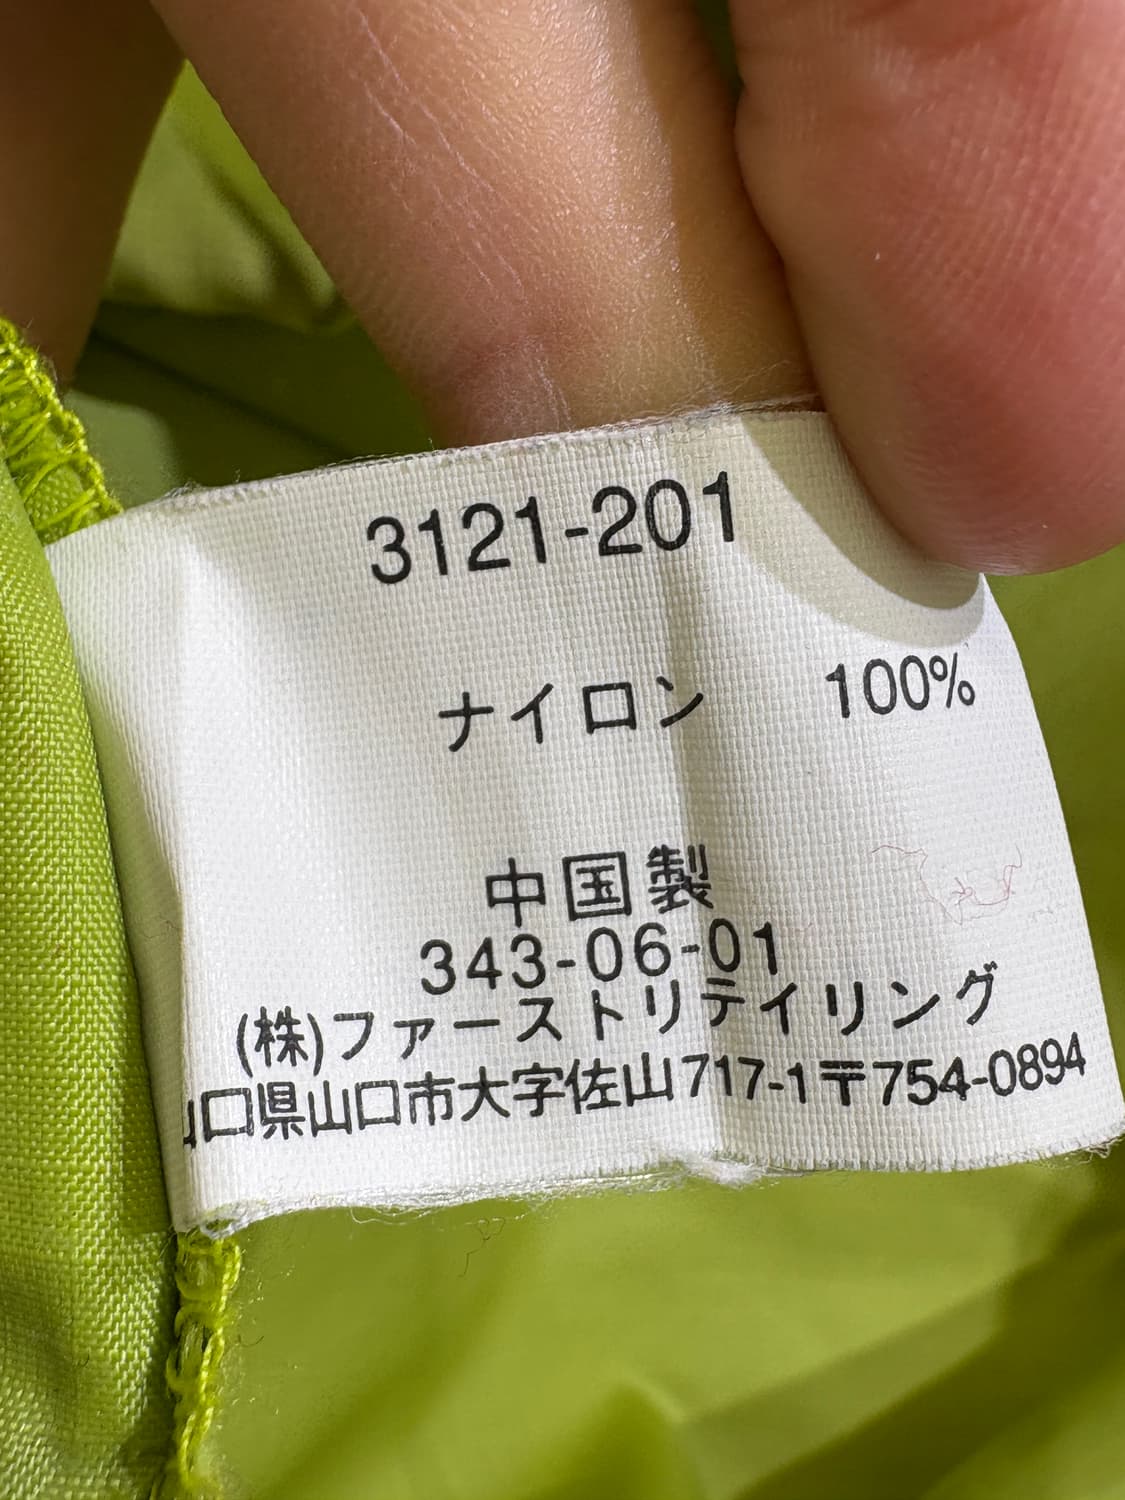 3121-201
ナイロン 100%
中国製
343-06-01
(株)ファーストリテイリング
口県山口市大字佐山717-1〒754-0894